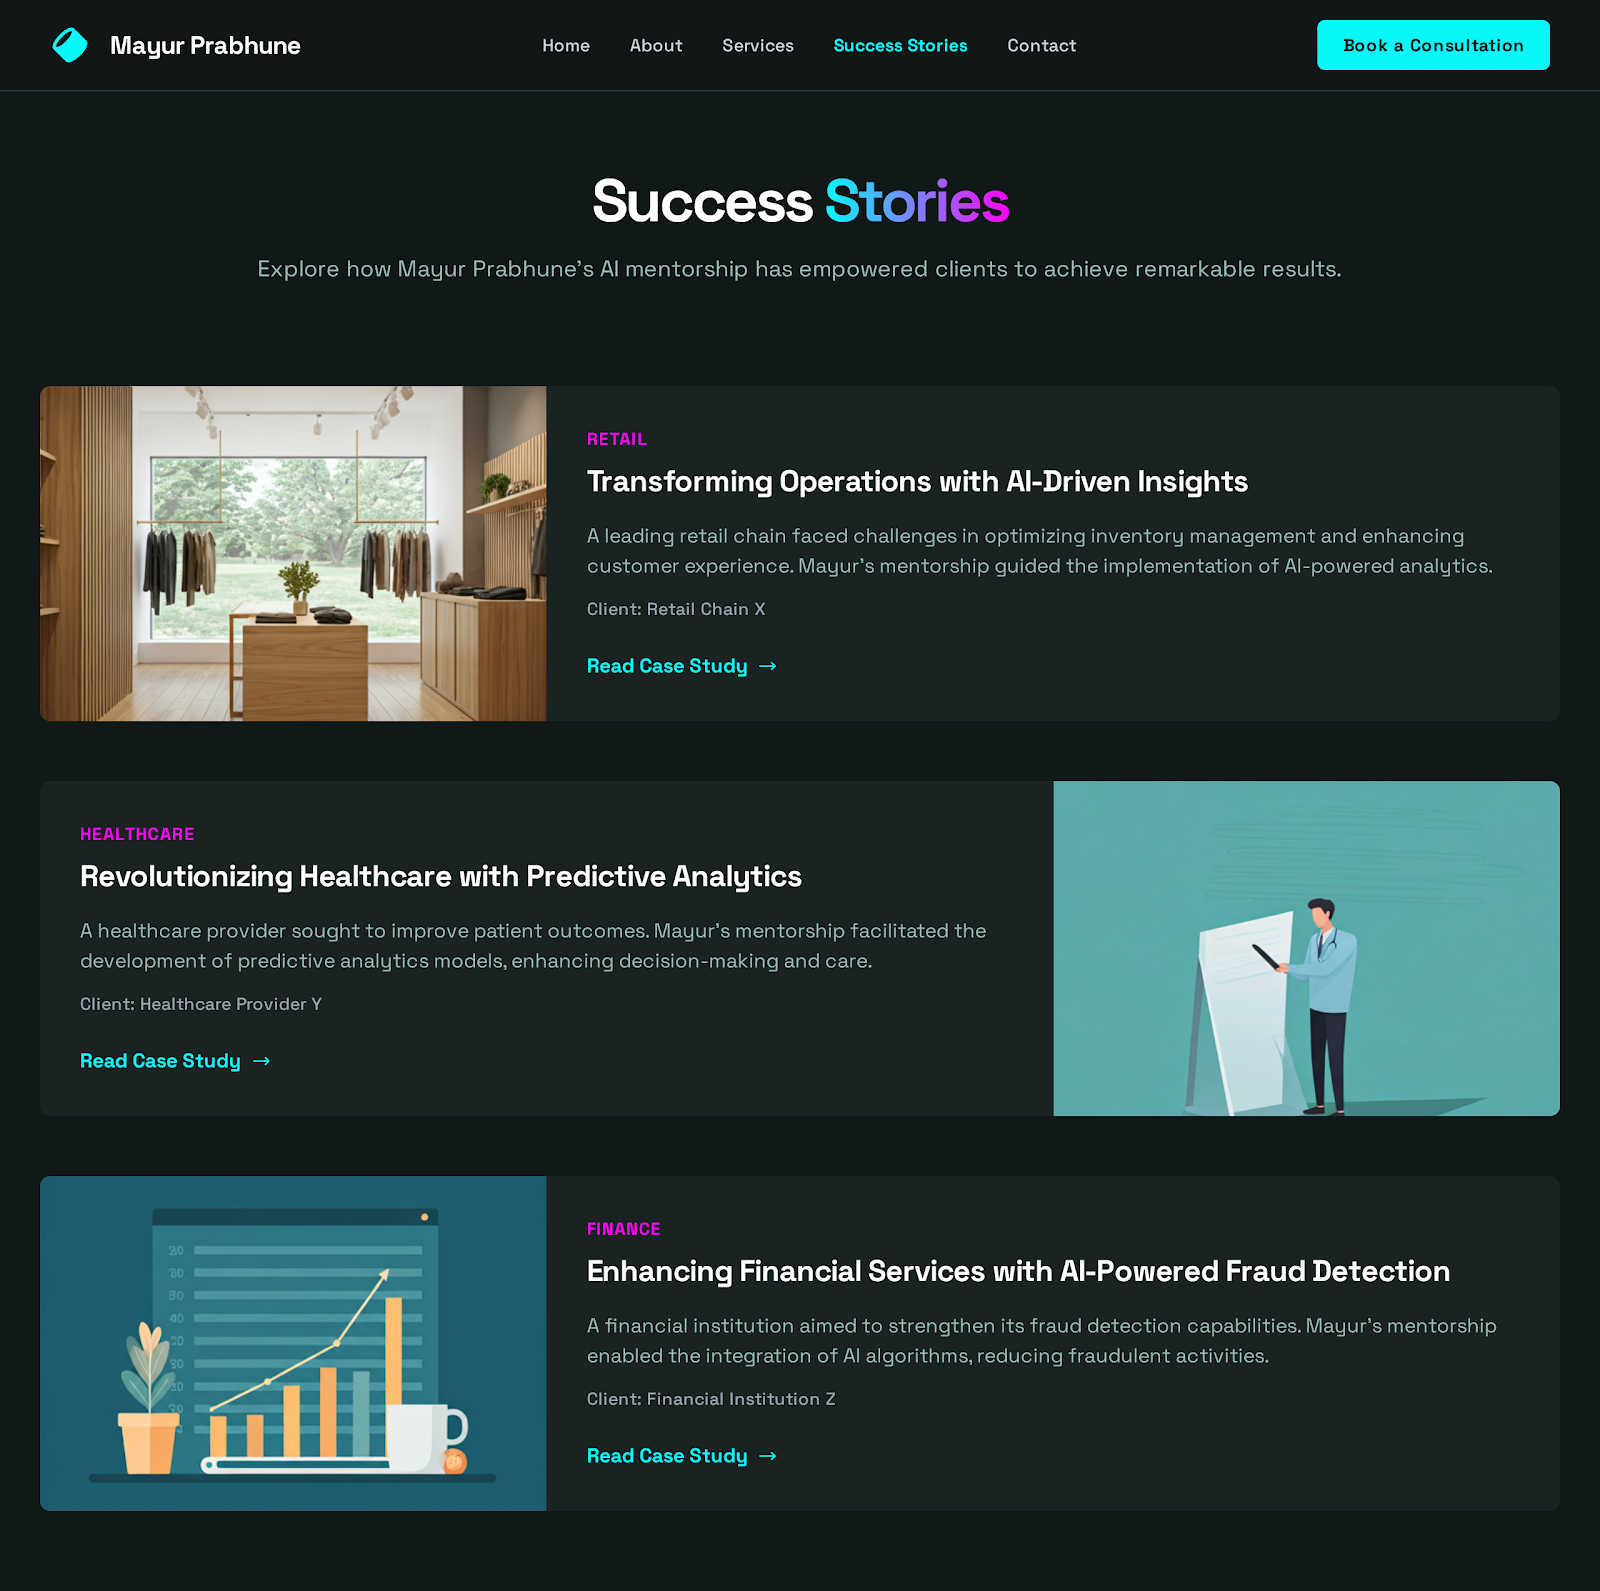 Mayur Prabhune
Home
About
Services
Success Stories
Contact
Book a Consultation
Success Stories
Explore how Mayur Prabhune's AI mentorship has empowered clients to achieve remarkable results.
RETAIL
Transforming Operations with AI-Driven Insights
A leading retail chain faced challenges in optimizing inventory management and enhancing
customer experience. Mayur's mentorship guided the implementation of AI-powered analytics.
Client: Retail Chain X
Read Case Study →
HEALTHCARE
Revolutionizing Healthcare with Predictive Analytics
A healthcare provider sought to improve patient outcomes. Mayur's mentorship facilitated the
development of predictive analytics models, enhancing decision-making and care.
Client: Healthcare Provider Y
Read Case Study →
FINANCE
Enhancing Financial Services with AI-Powered Fraud Detection
A financial institution aimed to strengthen its fraud detection capabilities. Mayur's mentorship
enabled the integration of AI algorithms, reducing fraudulent activities.
Client: Financial Institution Z
Read Case Study →